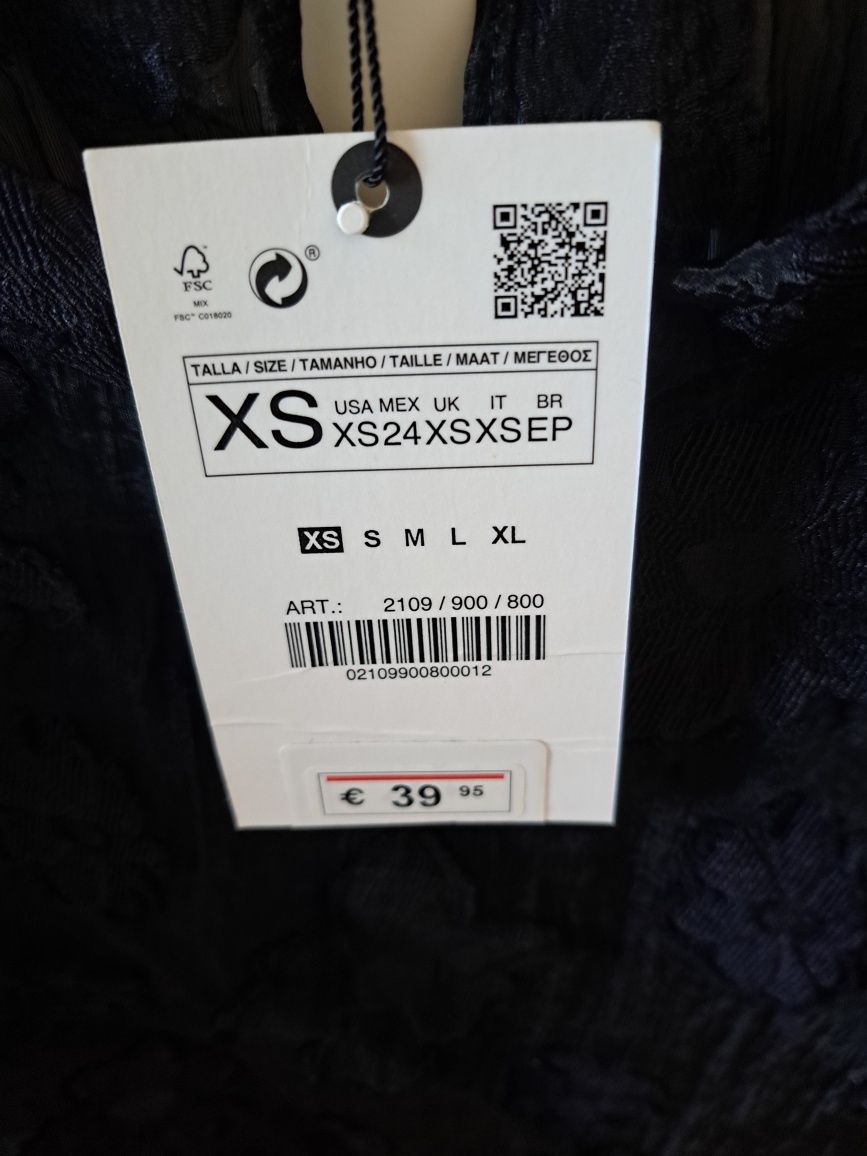 FSC™
MIX
FSC™ C018020
®
TALLA / SIZE / TAMANHO / TAILLE / MAAT / ΜΕΓΕΘΟΣ
XS
USA MEX UK IT BR
XS 24 XS XS EP
XS S M L XL
ART.: 2109 / 900 / 800
02109900800012
€ 39 95